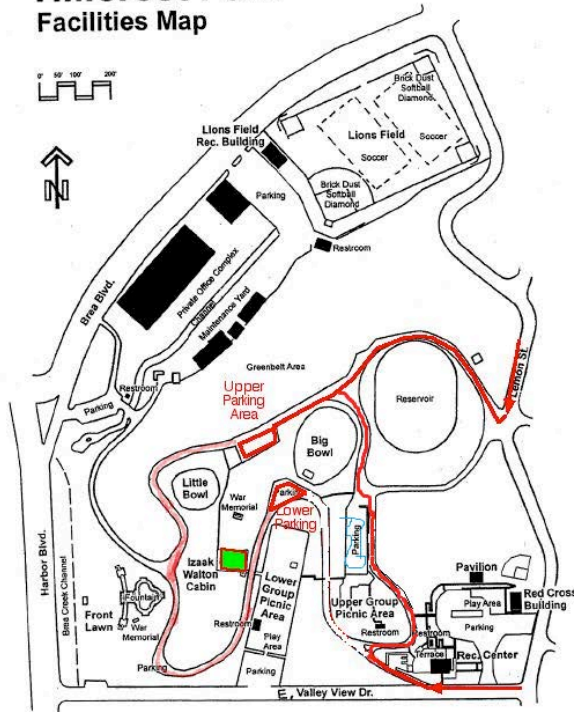 Facilities Map
0' 50' 100' 200'
N
Brick Dust
Softball
Diamond
Lions Field
Rec. Building
Lions Field
Soccer
Soccer
Parking
Brick Dust
Softball
Diamond
Restroom
Brea Blvd.
Private Office Complex
Channel
Maintenance Yard
Lemon St.
Greenbelt Area
Restroom
Upper
Parking
Area
Reservoir
Parking
Big
Bowl
Little
Bowl
Parking
War
Memorial
Lower
Parking
Parking
Harbor Blvd.
Brea Creek Channel
Izaak
Walton
Cabin
Pavilion
Lower
Group
Picnic
Area
Red Cross
Building
Fountain
Upper Group
Picnic Area
Play Area
Front
Lawn
War
Memorial
Restroom
Restroom
Restroom
Parking
Play
Area
Terrace
Rec. Center
Parking
Parking
E. Valley View Dr.